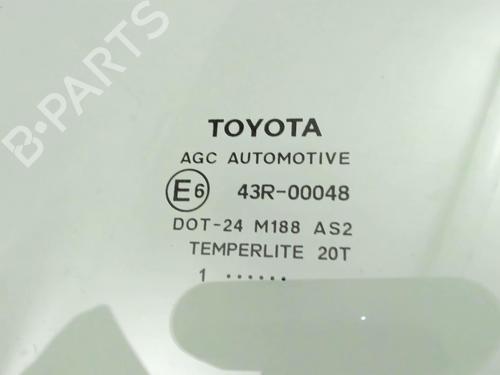 B-PARTS
TOYOTA
AGC AUTOMOTIVE
E6 43R-00048
DOT-24 M188 AS2
TEMPERLITE 20T
1 ......